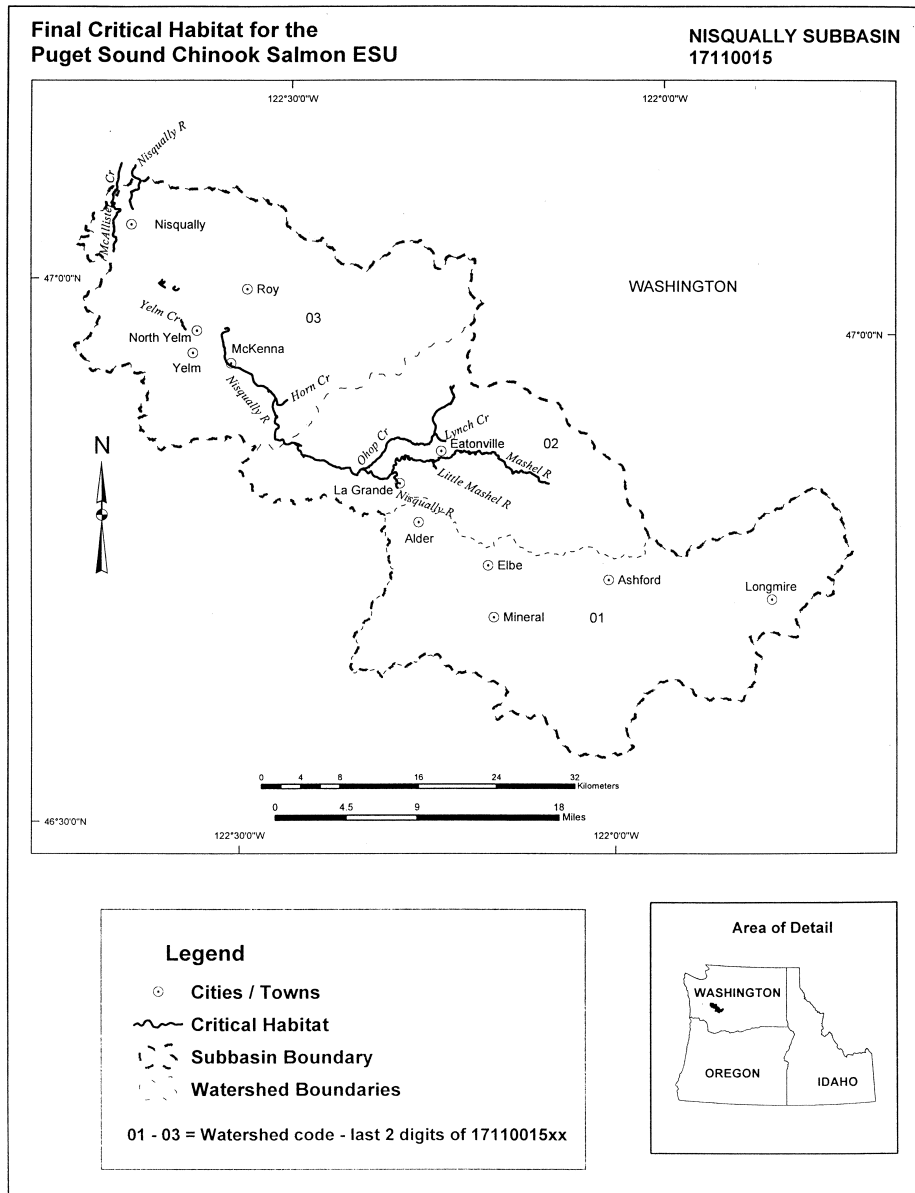 Final Critical Habitat for the
Puget Sound Chinook Salmon ESU
NISQUALLY SUBBASIN
17110015
122°30'0"W
122°0'0"W
Nisqually R
McAllister Cr
Nisqually
47°0'0"N
Roy
WASHINGTON
03
Yelm Cr
North Yelm
47°0'0"N
McKenna
Yelm
Nisqually R
Horn Cr
N
Ohop Cr
Lynch Cr
Eatonville
02
Mashel R
La Grande
Little Mashel R
Nisqually R
Alder
Elbe
Ashford
Longmire
Mineral
01
0 4 8 16 24 32
Kilometers
0 4.5 9 18
Miles
46°30'0"N
122°30'0"W
122°0'0"W
Legend
Cities / Towns
Critical Habitat
Subbasin Boundary
Watershed Boundaries
01 - 03 = Watershed code - last 2 digits of 17110015xx
Area of Detail
WASHINGTON
OREGON
IDAHO